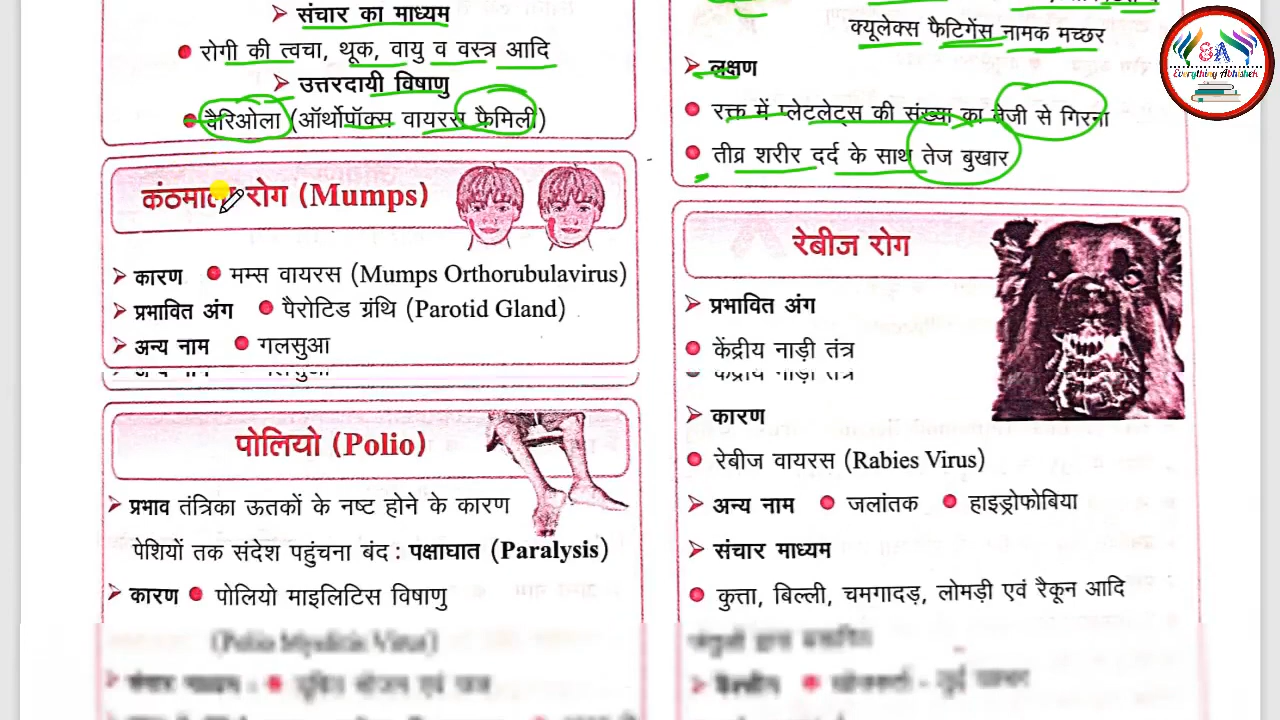 संचार का माध्यम
रोगी की त्वचा, थूक, वायु व वस्त्र आदि
उत्तरदायी विषाणु
वैरिओला (ऑर्थोपॉक्स वायरस फ़ैमिली)
कंठमाल रोग (Mumps)
कारण मम्स वायरस (Mumps Orthorubulavirus)
प्रभावित अंग पैरोटिड ग्रंथि (Parotid Gland)
अन्य नाम गलसुआ
पोलियो (Polio)
प्रभाव तंत्रिका ऊतकों के नष्ट होने के कारण
पेशियों तक संदेश पहुंचना बंद : पक्षाघात (Paralysis)
कारण पोलियो माइलिटिस विषाणु
क्यूलेक्स फैटिगेंस नामक मच्छर
लक्षण
रक्त में प्लेटलेट्स की संख्या का तेजी से गिरना
तीव्र शरीर दर्द के साथ तेज बुखार
रेबीज रोग
प्रभावित अंग
केंद्रीय नाड़ी तंत्र
कारण
रेबीज वायरस (Rabies Virus)
अन्य नाम जलांतक हाइड्रोफोबिया
संचार माध्यम
कुत्ता, बिल्ली, चमगादड़, लोमड़ी एवं रैकून आदि
SA
Everything Abhishek